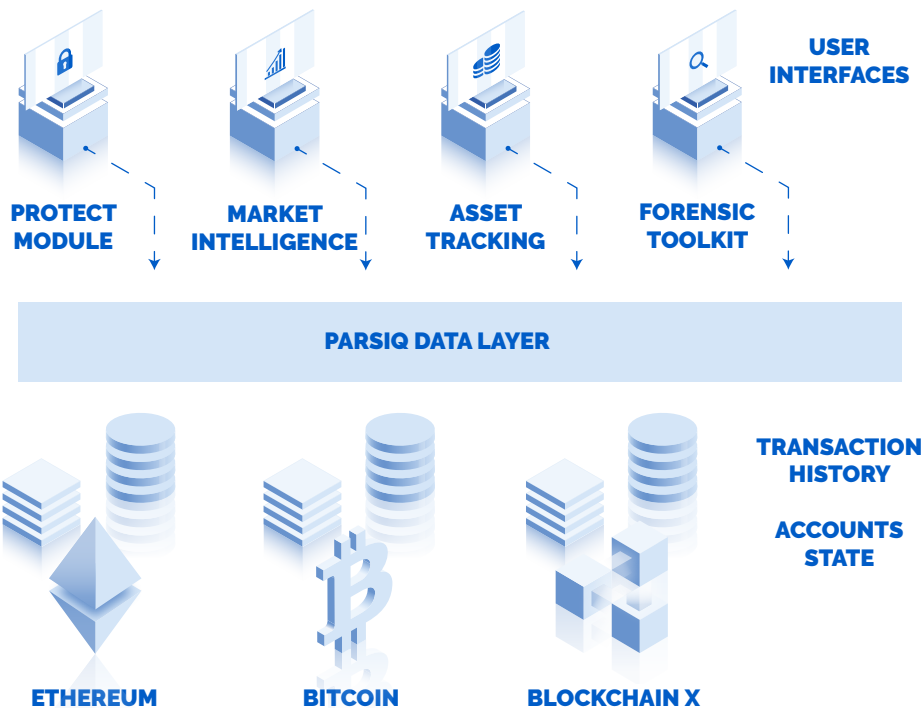 USER
INTERFACES
PROTECT
MODULE
MARKET
INTELLIGENCE
ASSET
TRACKING
FORENSIC
TOOLKIT
PARSIQ DATA LAYER
TRANSACTION
HISTORY
ACCOUNTS
STATE
ETHEREUM
BITCOIN
BLOCKCHAIN X